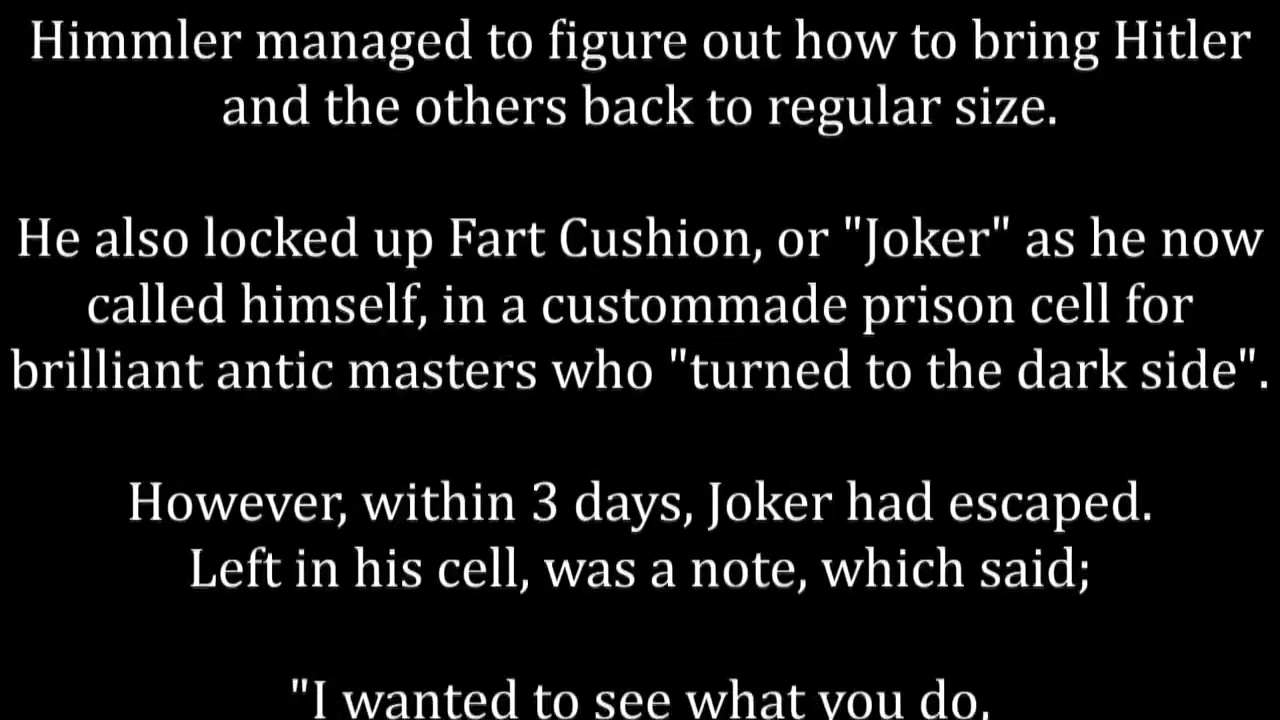 Himmler managed to figure out how to bring Hitler
and the others back to regular size.
He also locked up Fart Cushion, or "Joker" as he now
called himself, in a custommade prison cell for
brilliant antic masters who "turned to the dark side".
However, within 3 days, Joker had escaped.
Left in his cell, was a note, which said;
"I wanted to see what you do,